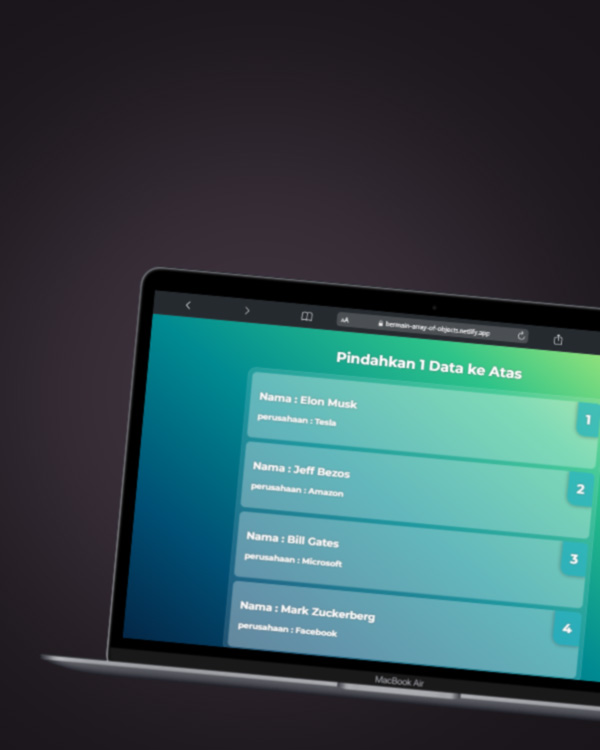 AA bermain-array-of-objects.netlify.app
Pindahkan 1 Data ke Atas
Nama : Elon Musk
perusahaan : Tesla
1
Nama : Jeff Bezos
perusahaan : Amazon
2
Nama : Bill Gates
perusahaan : Microsoft
3
Nama : Mark Zuckerberg
perusahaan : Facebook
4
MacBook Air